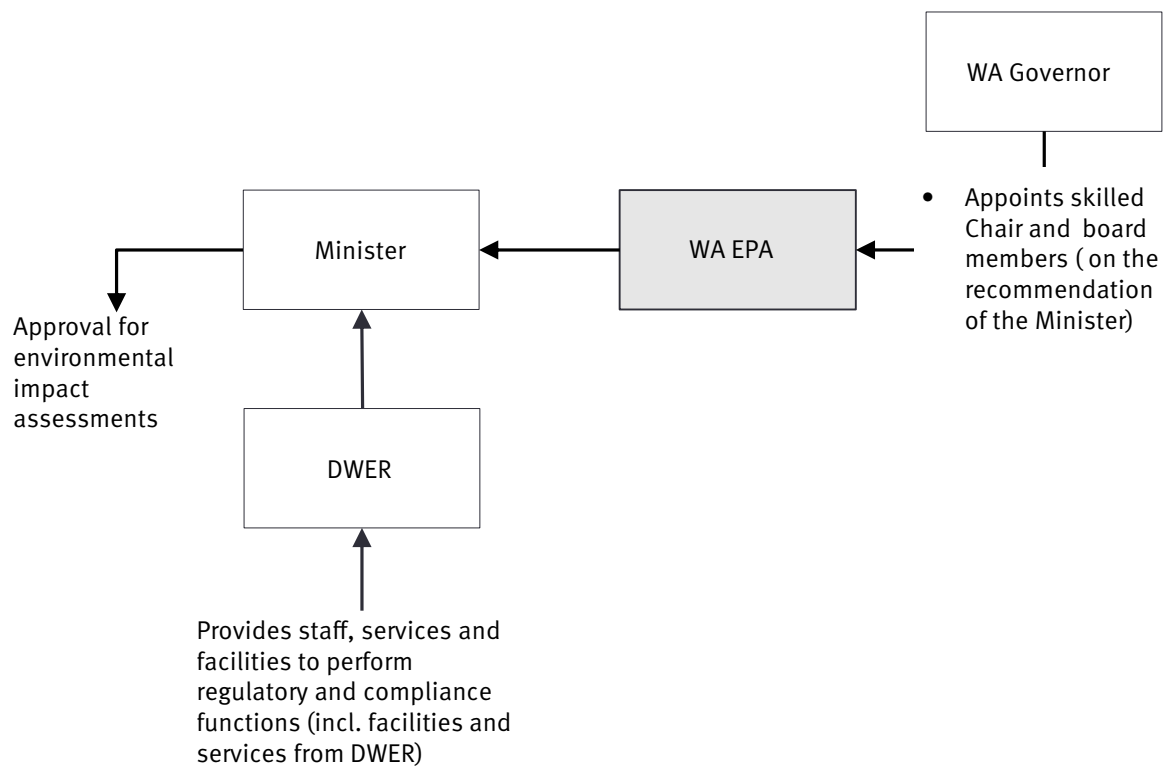 WA Governor
Minister
WA EPA
• Appoints skilled
Chair and board
members ( on the
recommendation
of the Minister)
Approval for
environmental
impact
assessments
DWER
Provides staff, services and
facilities to perform
regulatory and compliance
functions (incl. facilities and
services from DWER)